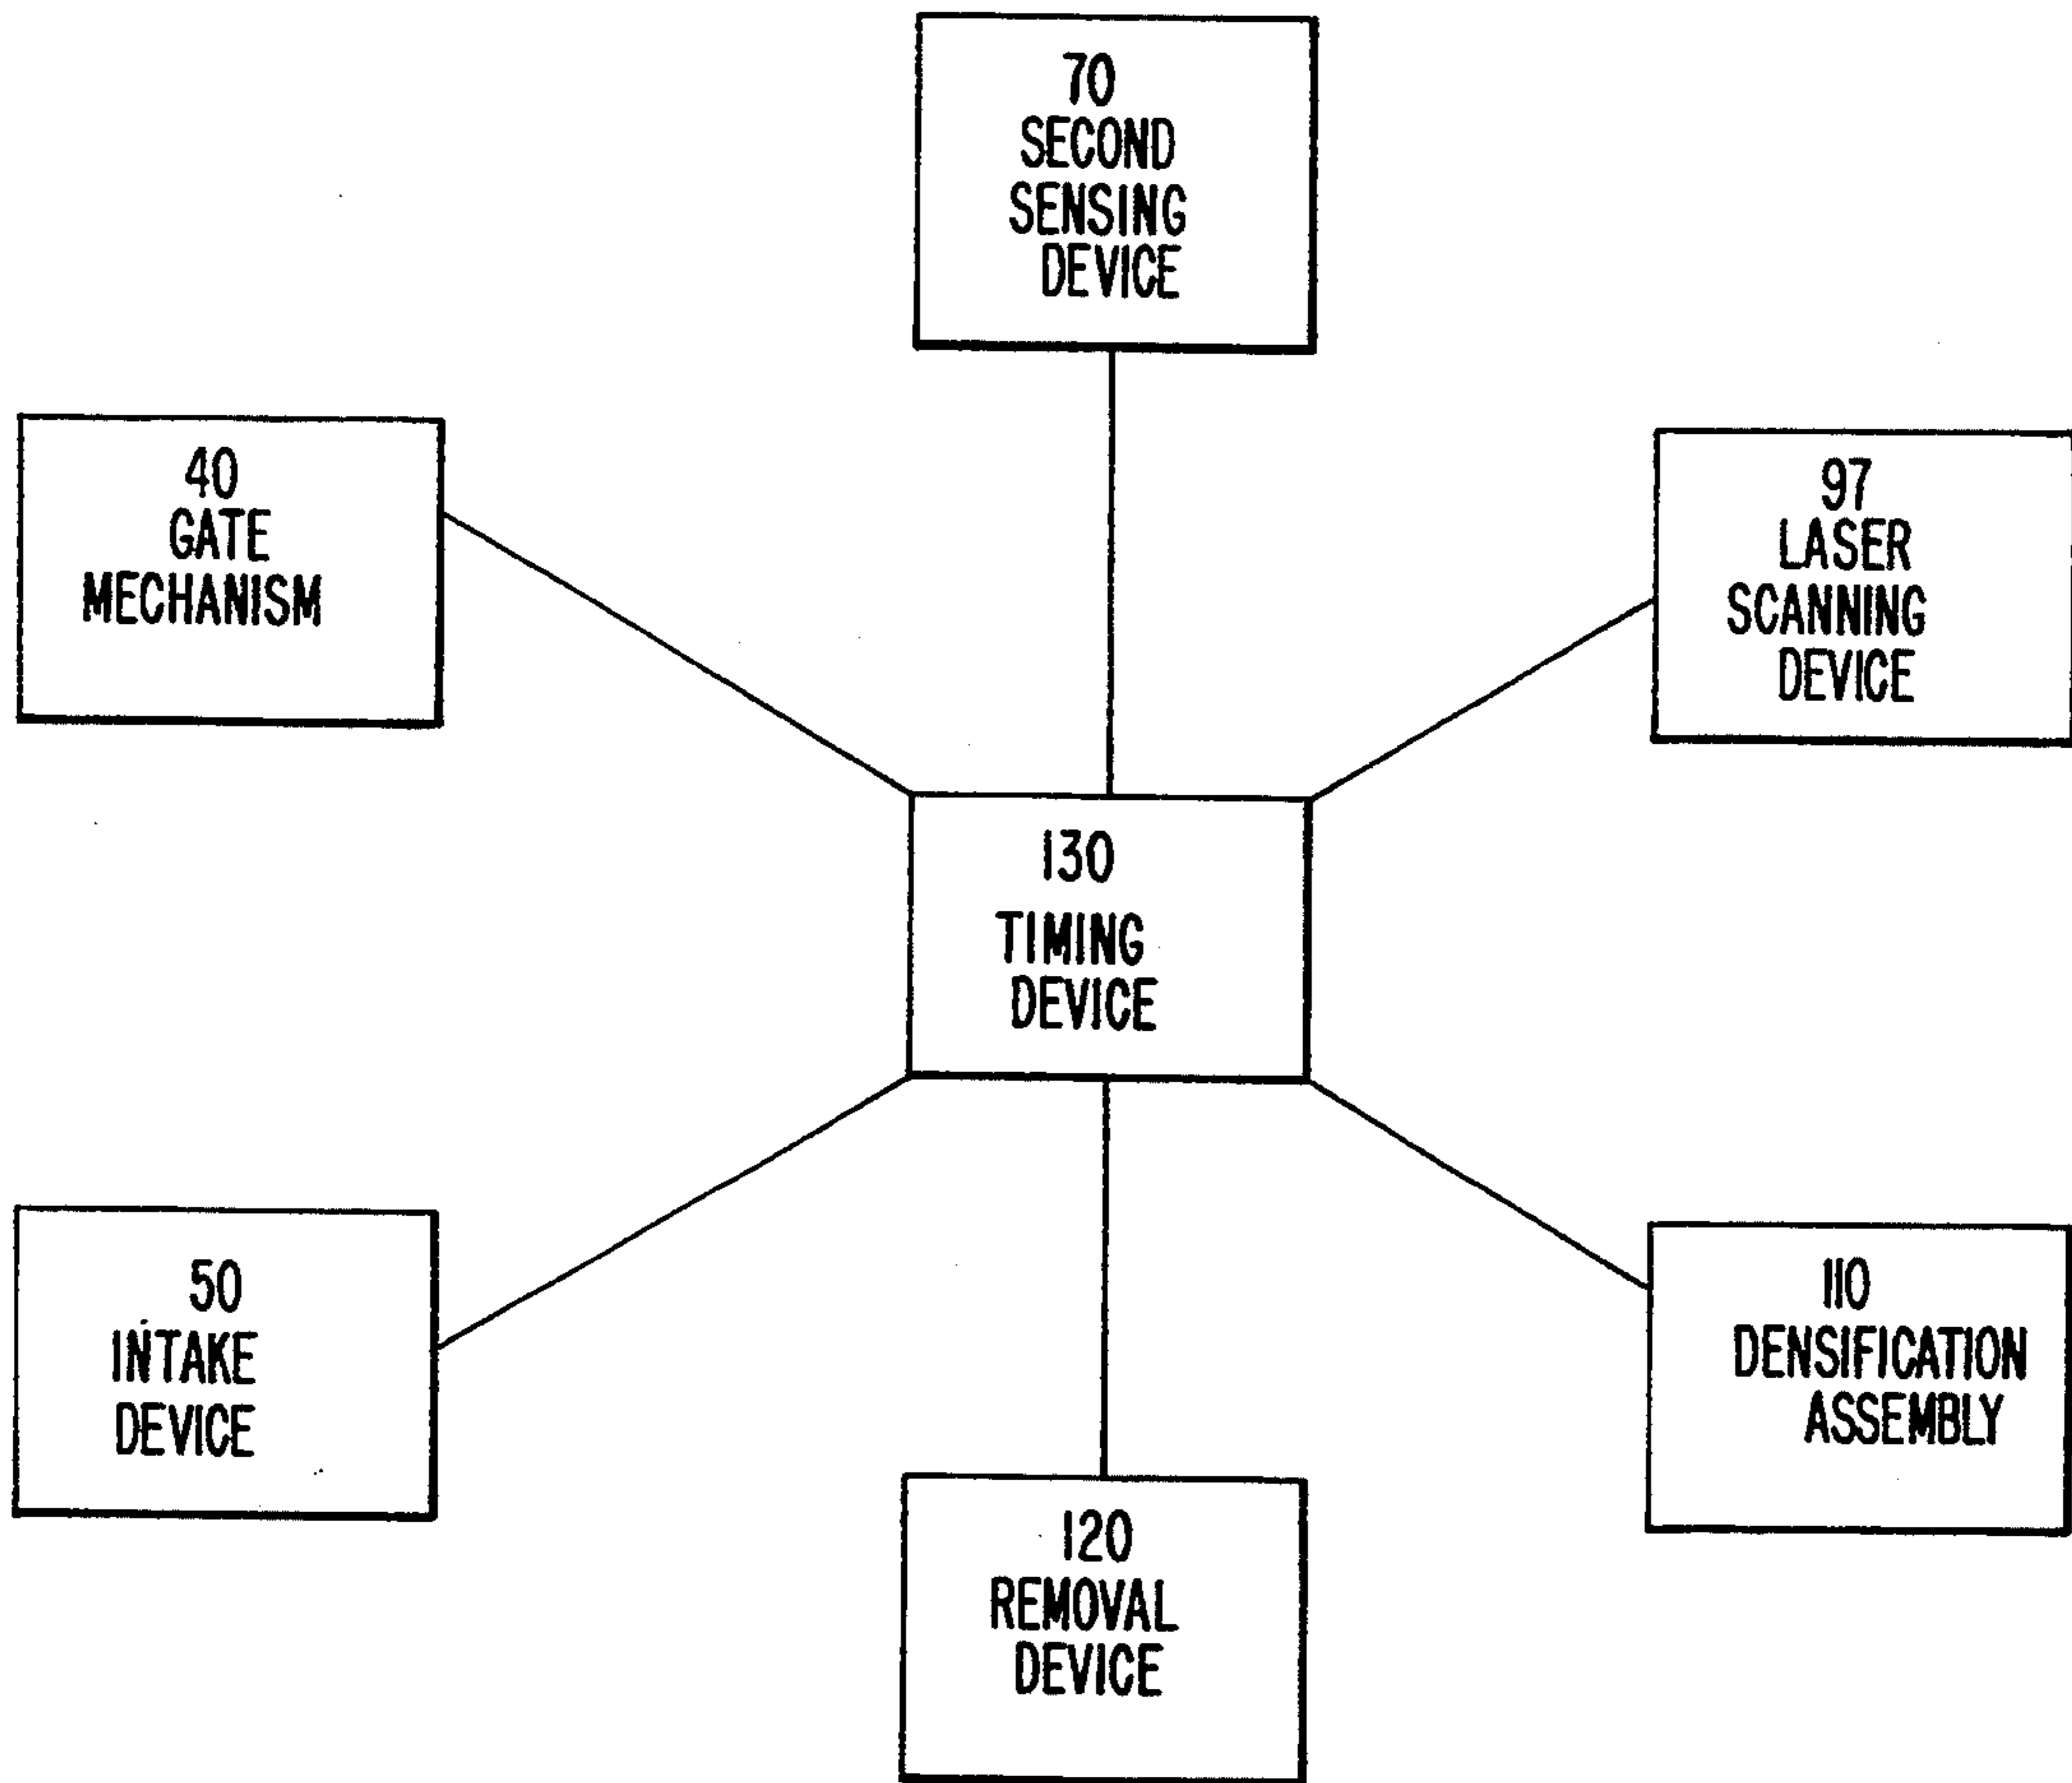 70
SECOND
SENSING
DEVICE
40
GATE
MECHANISM
97
LASER
SCANNING
DEVICE
130
TIMING
DEVICE
50
INTAKE
DEVICE
110
DENSIFICATION
ASSEMBLY
120
REMOVAL
DEVICE